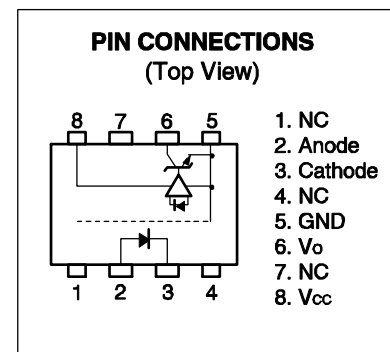 PIN CONNECTIONS
(Top View)
8 7 6 5
1 2 3 4
1. NC
2. Anode
3. Cathode
4. NC
5. GND
6. Vo
7. NC
8. Vcc